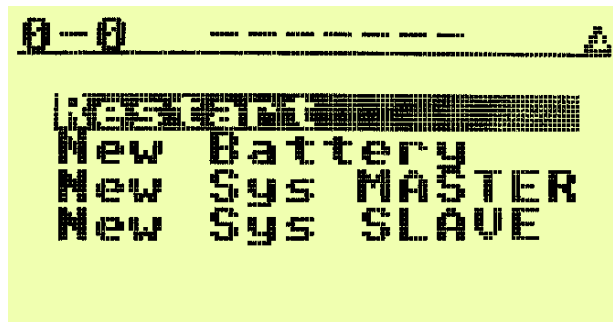 0-0 -------
Restart
New Battery
New Sys MASTER
New Sys SLAVE